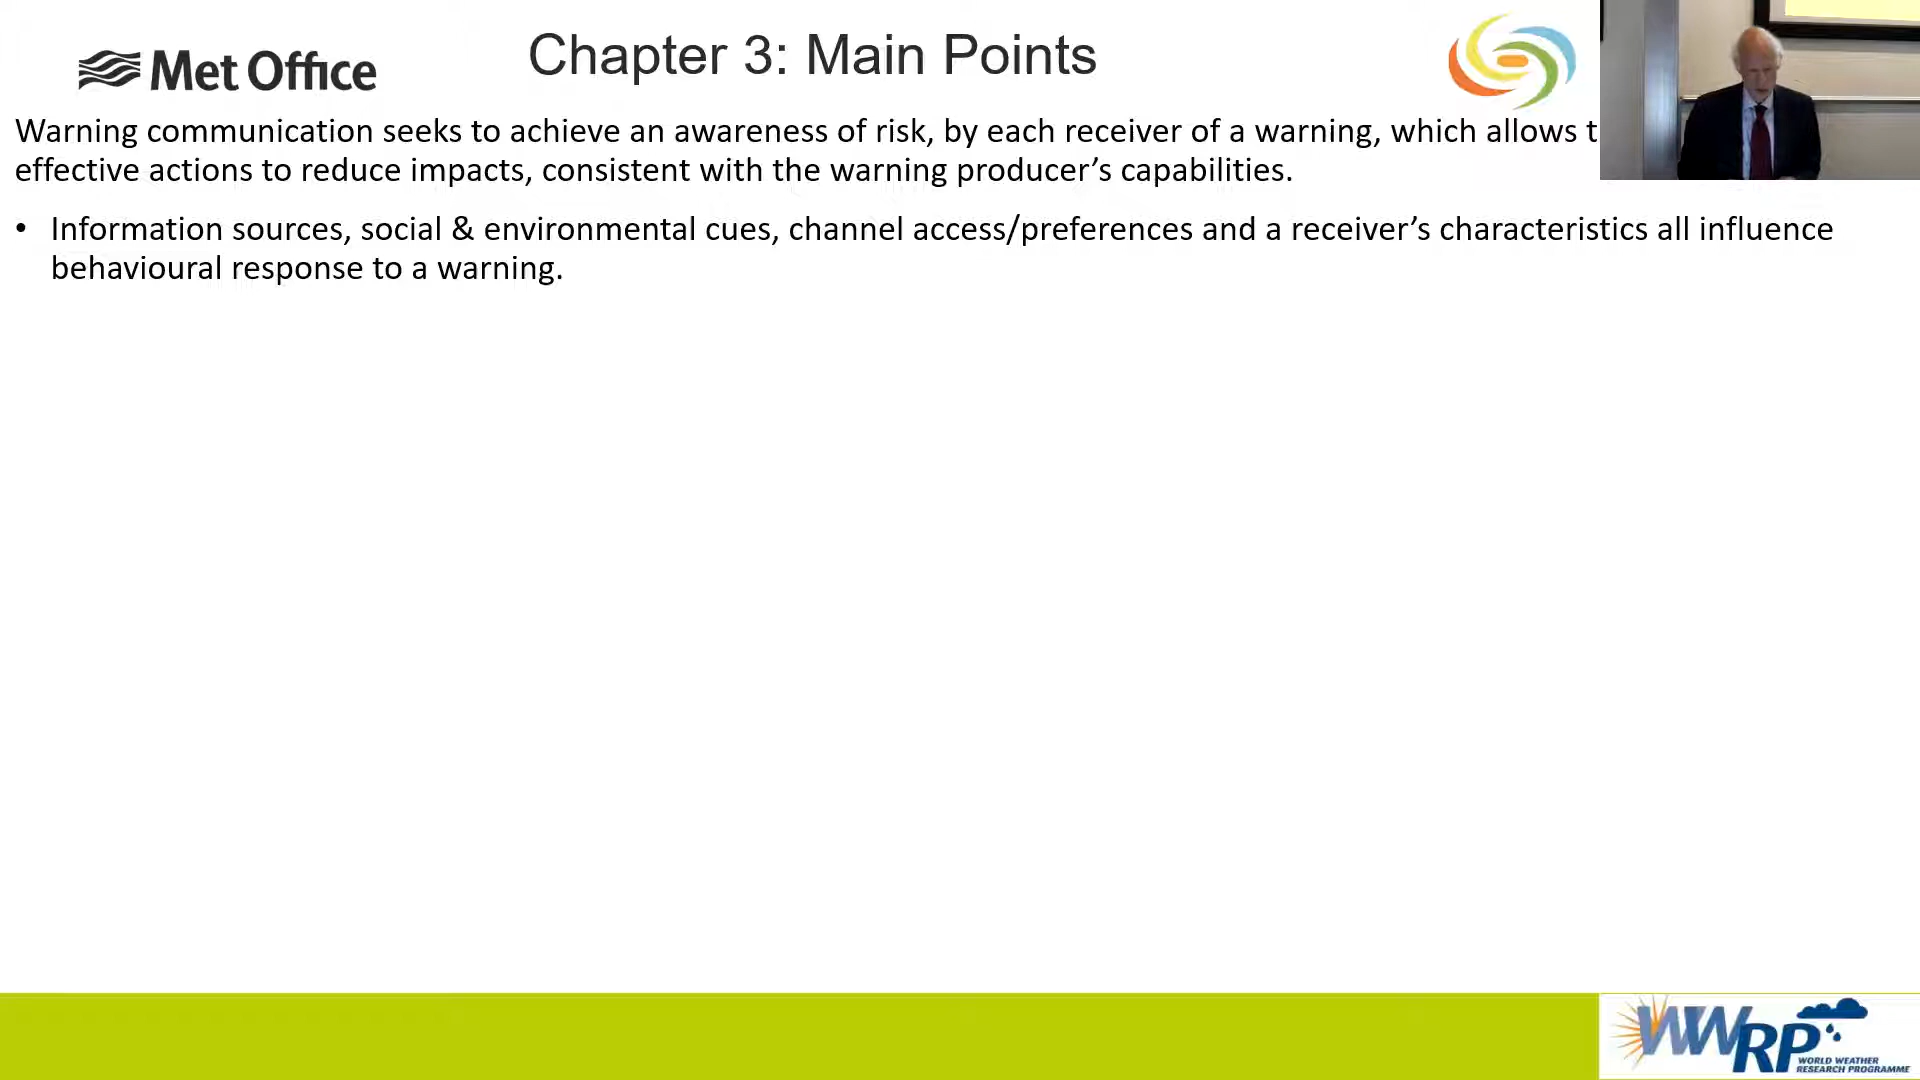 Met Office
Chapter 3: Main Points
Warning communication seeks to achieve an awareness of risk, by each receiver of a warning, which allows
effective actions to reduce impacts, consistent with the warning producer’s capabilities.
• Information sources, social & environmental cues, channel access/preferences and a receiver’s characteristics all influence
behavioural response to a warning.
WWRP
WORLD WEATHER
RESEARCH PROGRAMME